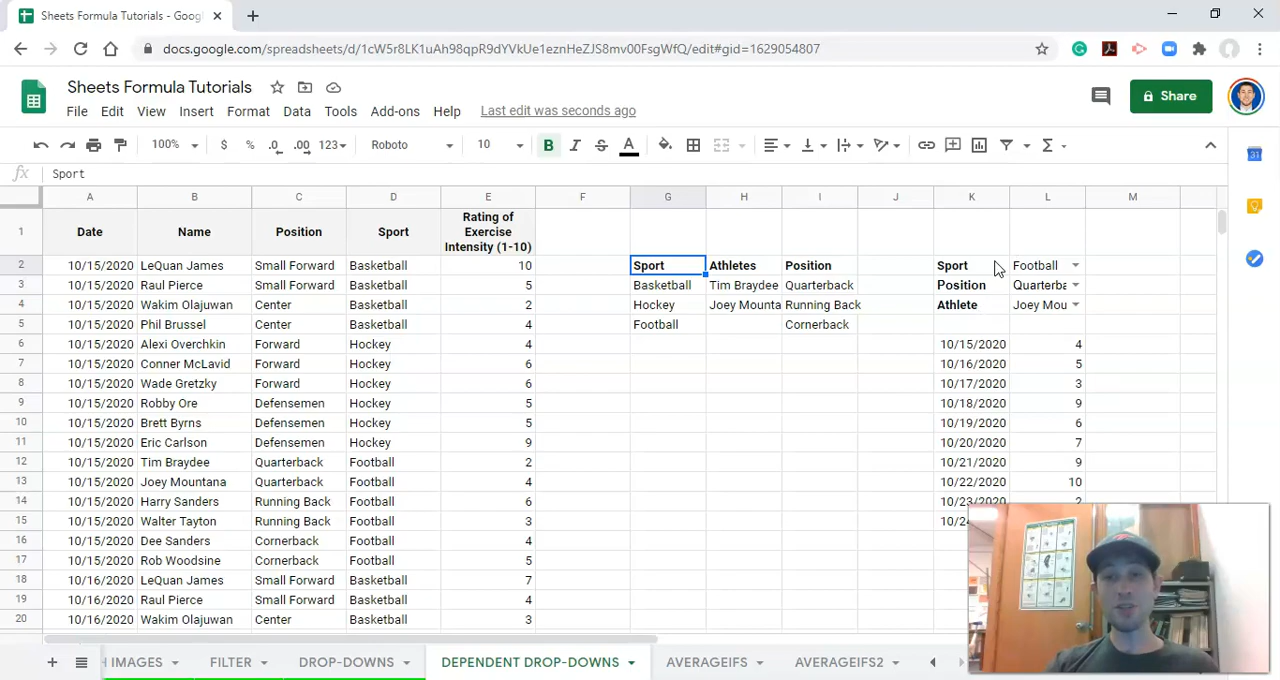 Sheets Formula Tutorials - Goog
docs.google.com/spreadsheets/d/1cW5r8LK1uAh98qpR9dYVkUe1eznHeZJS8mv00FsgWfQ/edit#gid=1629054807
Sheets Formula Tutorials
File Edit View Insert Format Data Tools Add-ons Help Last edit was seconds ago
Share
100% $ % .0 .00 123 Roboto 10 B I S A
fx Sport
A B C D E F G H I J K L M
1 Date Name Position Sport Rating of Exercise Intensity (1-10)
2 10/15/2020 LeQuan James Small Forward Basketball 10 Sport Athletes Position Sport Football
3 10/15/2020 Raul Pierce Small Forward Basketball 5 Basketball Tim Braydee Quarterback Position Quarterba
4 10/15/2020 Wakim Olajuwan Center Basketball 2 Hockey Joey Mounta Running Back Athlete Joey Mou
5 10/15/2020 Phil Brussel Center Basketball 4 Football Cornerback
6 10/15/2020 Alexi Overchkin Forward Hockey 4 10/15/2020 4
7 10/15/2020 Conner McLavid Forward Hockey 6 10/16/2020 5
8 10/15/2020 Wade Gretzky Forward Hockey 6 10/17/2020 3
9 10/15/2020 Robby Ore Defensemen Hockey 5 10/18/2020 9
10 10/15/2020 Brett Byrns Defensemen Hockey 5 10/19/2020 6
11 10/15/2020 Eric Carlson Defensemen Hockey 9 10/20/2020 7
12 10/15/2020 Tim Braydee Quarterback Football 2 10/21/2020 9
13 10/15/2020 Joey Mountana Quarterback Football 4 10/22/2020 10
14 10/15/2020 Harry Sanders Running Back Football 6 10/23/2020 2
15 10/15/2020 Walter Tayton Running Back Football 3 10/24
16 10/15/2020 Dee Sanders Cornerback Football 4
17 10/15/2020 Rob Woodsine Cornerback Football 5
18 10/16/2020 LeQuan James Small Forward Basketball 7
19 10/16/2020 Raul Pierce Small Forward Basketball 4
20 10/16/2020 Wakim Olajuwan Center Basketball 3
H IMAGES FILTER DROP-DOWNS DEPENDENT DROP-DOWNS AVERAGEIFS AVERAGEIFS2